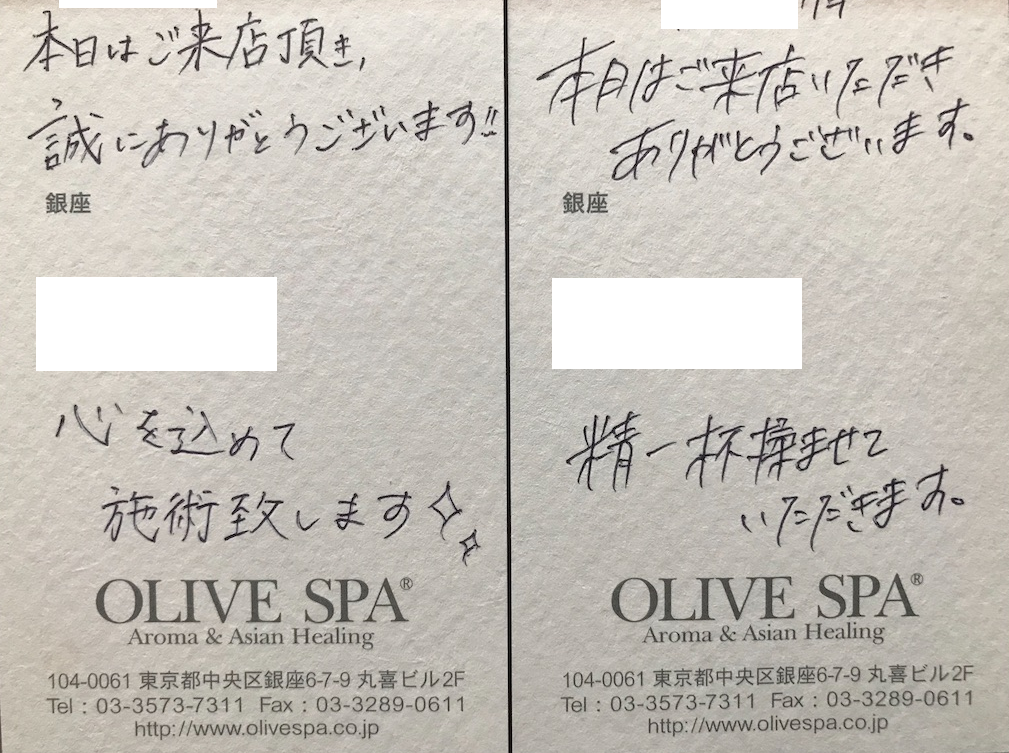 本日はご来店頂き、
誠にありがとうございます!!
銀座
心を込めて
施術致します
OLIVE SPA®
Aroma & Asian Healing
104-0061 東京都中央区銀座6-7-9 丸喜ビル2F
Tel : 03-3573-7311 Fax : 03-3289-0611
http://www.olivespa.co.jp
本日はご来店いただき
ありがとうございます。
銀座
精一杯揉ませて
いただきます。
OLIVE SPA®
Aroma & Asian Healing
104-0061 東京都中央区銀座6-7-9 丸喜ビル2F
Tel : 03-3573-7311 Fax : 03-3289-0611
http://www.olivespa.co.jp